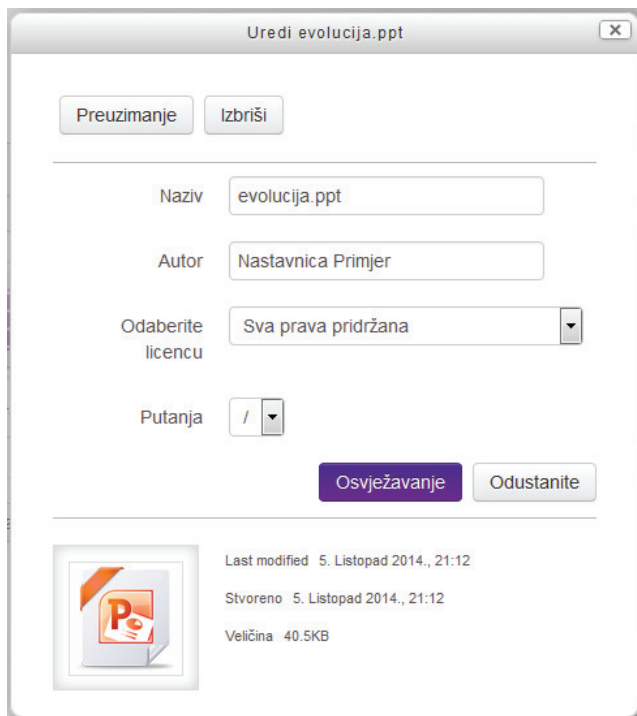 Uredi evolucija.ppt
Preuzimanje Izbriši
Naziv evolucija.ppt
Autor Nastavnica Primjer
Odaberite
licencu Sva prava pridržana
Putanja /
Osvježavanje Odustanite
Last modified 5. Listopad 2014., 21:12
Stvoreno 5. Listopad 2014., 21:12
Veličina 40.5KB
P